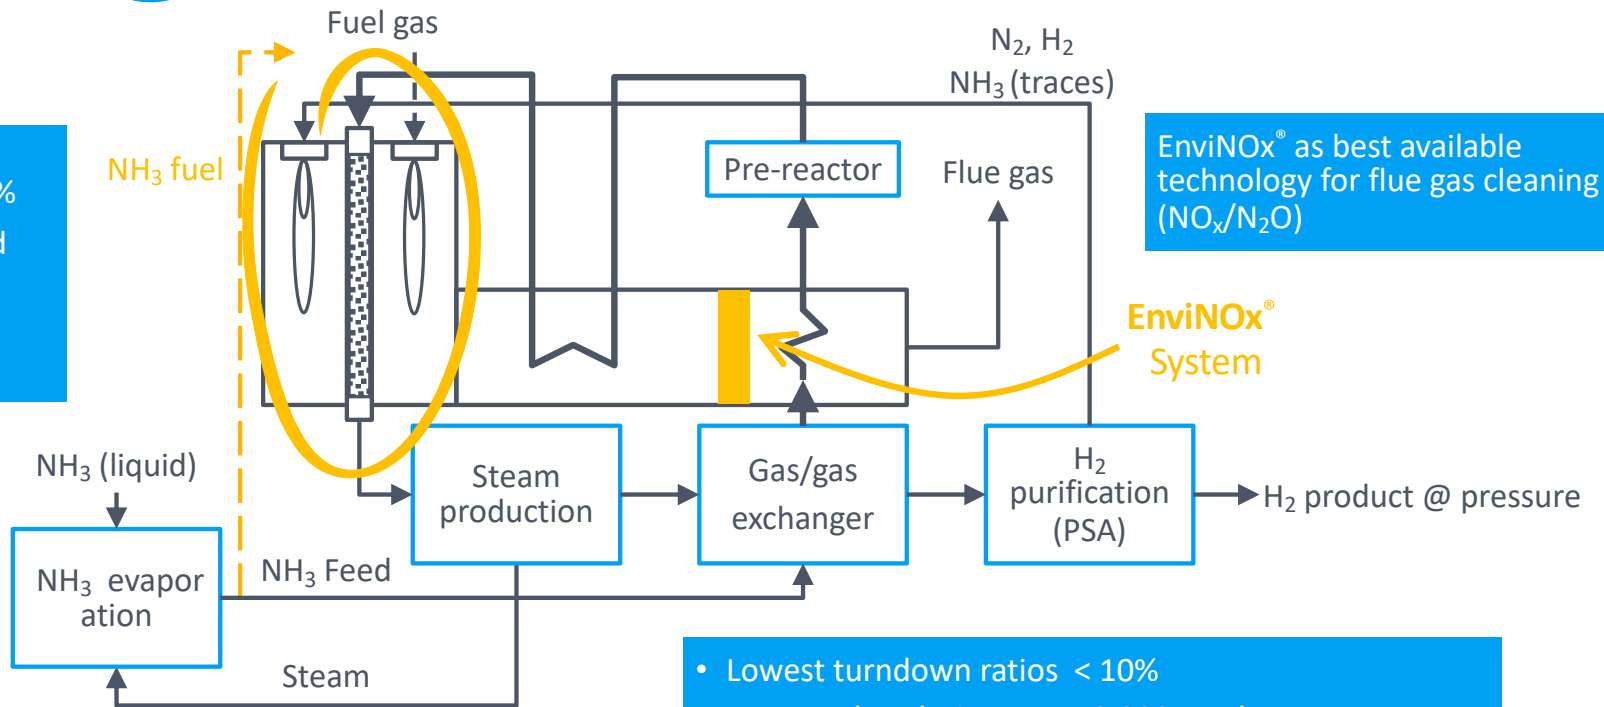 Fuel gas
N₂, H₂
NH₃ (traces)
%
d
NH₃ fuel
Pre-reactor
Flue gas
EnviNOx® as best available
technology for flue gas cleaning
(NOₓ/N₂O)
EnviNOx®
System
NH₃ (liquid)
Steam
production
Gas/gas
exchanger
H₂
purification
(PSA)
H₂ product @ pressure
NH₃ evapor
ation
NH₃ Feed
Steam
• Lowest turndown ratios < 10%